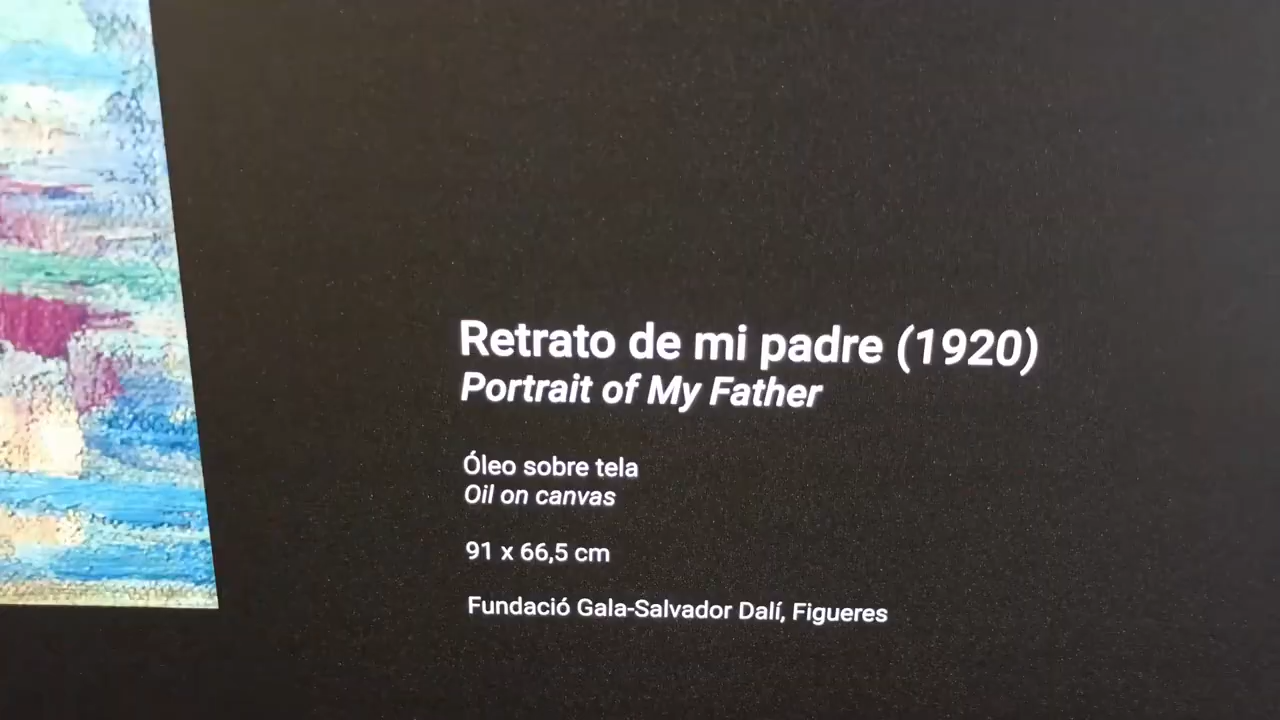 Retrato de mi padre (1920)
Portrait of My Father
Óleo sobre tela
Oil on canvas
91 x 66,5 cm
Fundació Gala-Salvador Dalí, Figueres